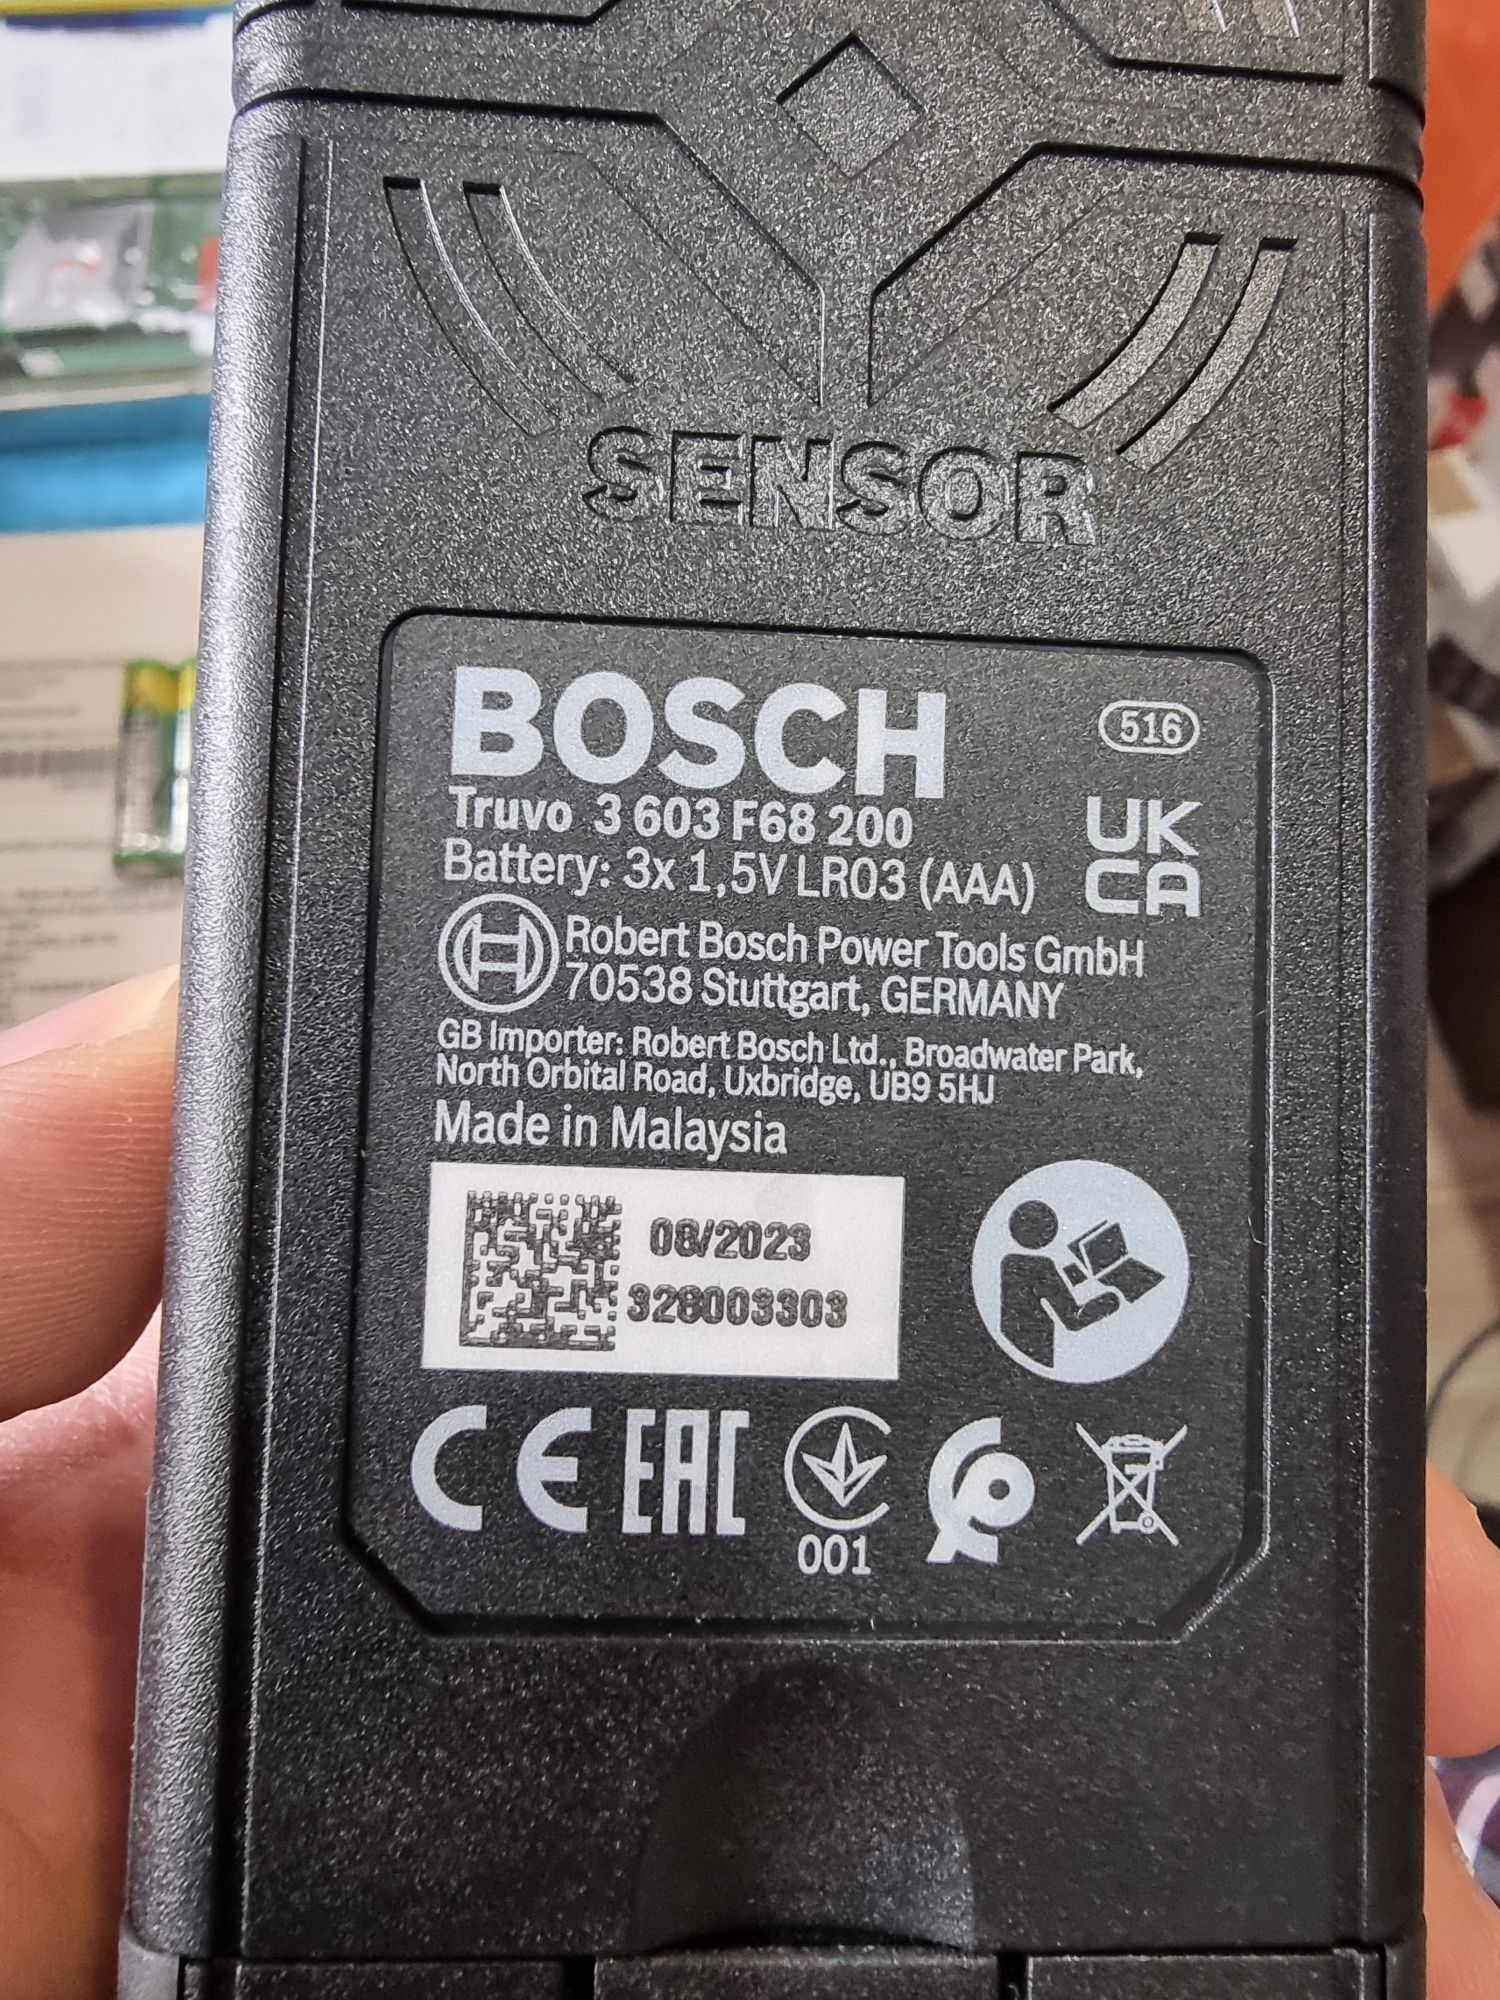 SENSOR
BOSCH
516
Truvo 3 603 F68 200
UK
CA
Battery: 3x 1,5V LR03 (AAA)
Robert Bosch Power Tools GmbH
70538 Stuttgart, GERMANY
GB Importer: Robert Bosch Ltd., Broadwater Park,
North Orbital Road, Uxbridge, UB9 5HJ
Made in Malaysia
08/2023
328003303
CE EAC
001